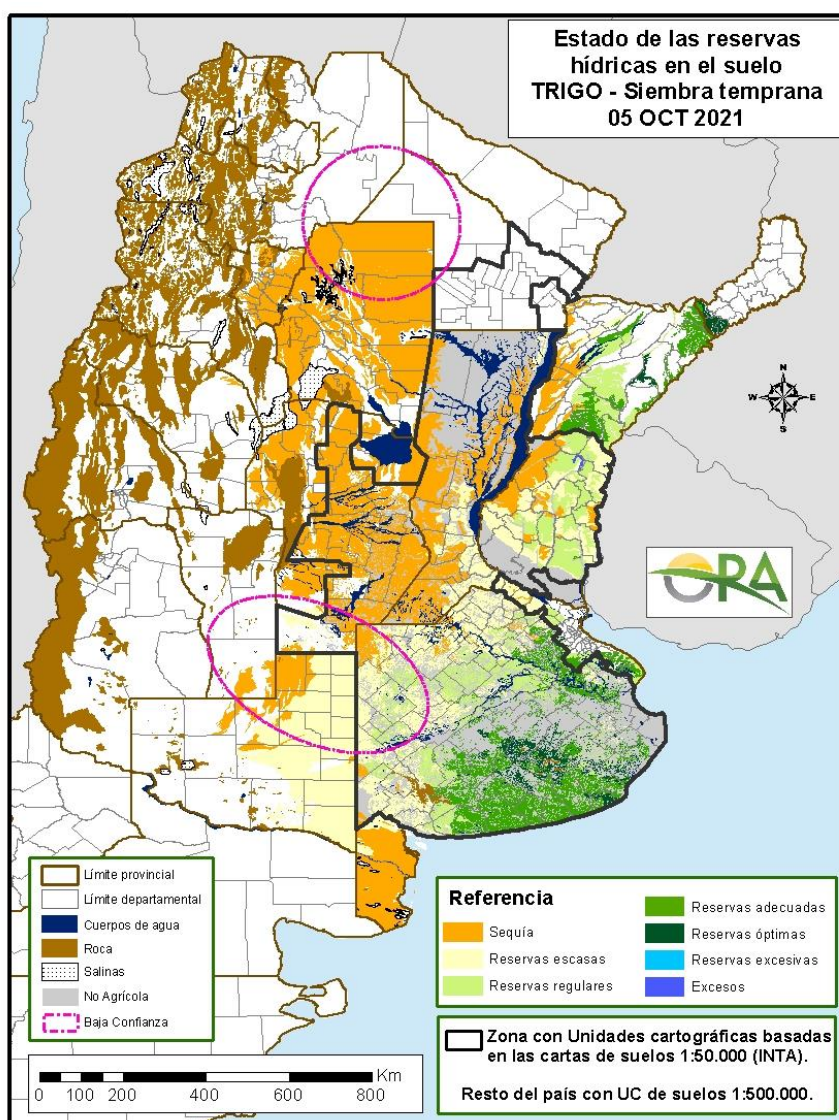 Estado de las reservas
hídricas en el suelo
TRIGO - Siembra temprana
05 OCT 2021
N
W
E
S
OPA
Límite provincial
Límite departamental
Cuerpos de agua
Roca
Salinas
No Agrícola
Baja Confianza
Referencia
Sequía
Reservas escasas
Reservas regulares
Reservas adecuadas
Reservas óptimas
Reservas excesivas
Excesos
Zona con Unidades cartográficas basadas
en las cartas de suelos 1:50.000 (INTA).
Resto del país con UC de suelos 1:500.000.
Km
0 100 200 400 600 800